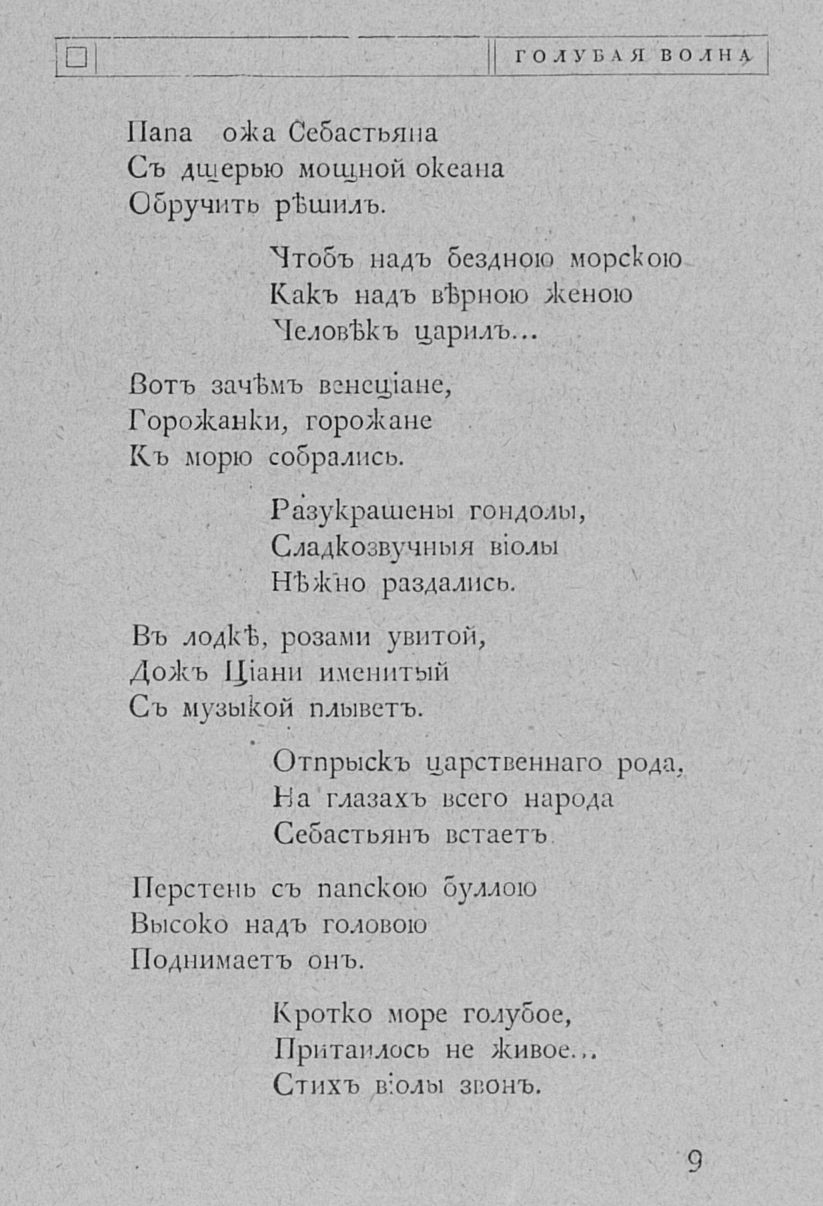 ГОЛУБАЯ ВОЛНА
Папа ожа Себастьяна
Съ дщерью мощной океана
Обручить рѣшилъ.
Чтобъ надъ бездною морскою
Какъ надъ вѣрною женою
Человѣкъ царилъ...
Вотъ зачѣмъ венеціане,
Горожанки, горожане
Къ морю собрались.
Разукрашены гондолы,
Сладкозвучныя віолы
Нѣжно раздались.
Въ лодкѣ, розами увитой,
Дожъ Ціани именитый
Съ музыкой плыветъ.
Отпрыскъ царственнаго рода,
На глазахъ всего народа
Себастьянъ встаетъ.
Перстень съ папскою буллою
Высоко надъ головою
Поднимаетъ онъ.
Кротко море голубое,
Притаилось не живое...
Стихъ віолы звонъ.
9